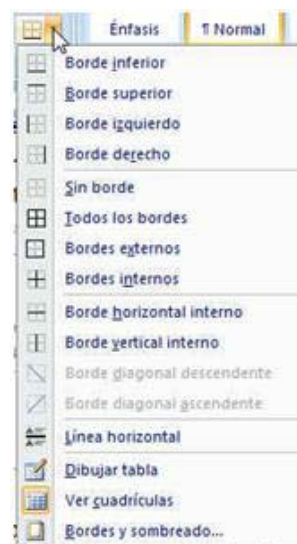 Énfasis ¶ Normal
Borde inferior
Borde superior
Borde izquierdo
Borde derecho
Sin borde
Todos los bordes
Bordes externos
Bordes internos
Borde horizontal interno
Borde vertical interno
Borde diagonal descendente
Borde diagonal ascendente
Línea horizontal
Dibujar tabla
Ver cuadrículas
Bordes y sombreado...